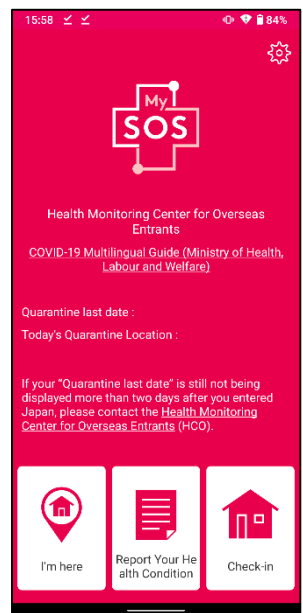 15:58 84%
My
SOS
Health Monitoring Center for Overseas
Entrants
COVID-19 Multilingual Guide (Ministry of Health,
Labour and Welfare)
Quarantine last date :
Today's Quarantine Location :
If your "Quarantine last date" is still not being
displayed more than two days after you entered
Japan, please contact the Health Monitoring
Center for Overseas Entrants (HCO).
I'm here
Report Your He
alth Condition
Check-in